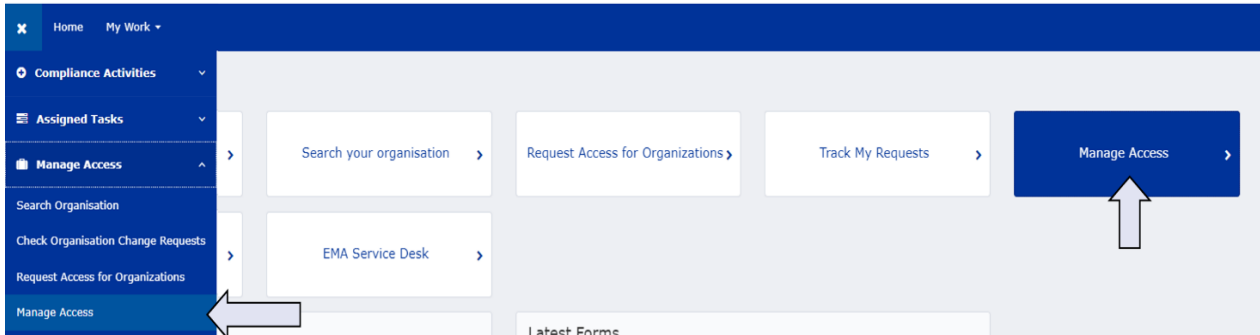 Home My Work
Compliance Activities
Assigned Tasks
Manage Access
Search Organisation
Check Organisation Change Requests
Request Access for Organizations
Manage Access
Search your organisation
Request Access for Organizations
Track My Requests
Manage Access
EMA Service Desk
Latest Forms